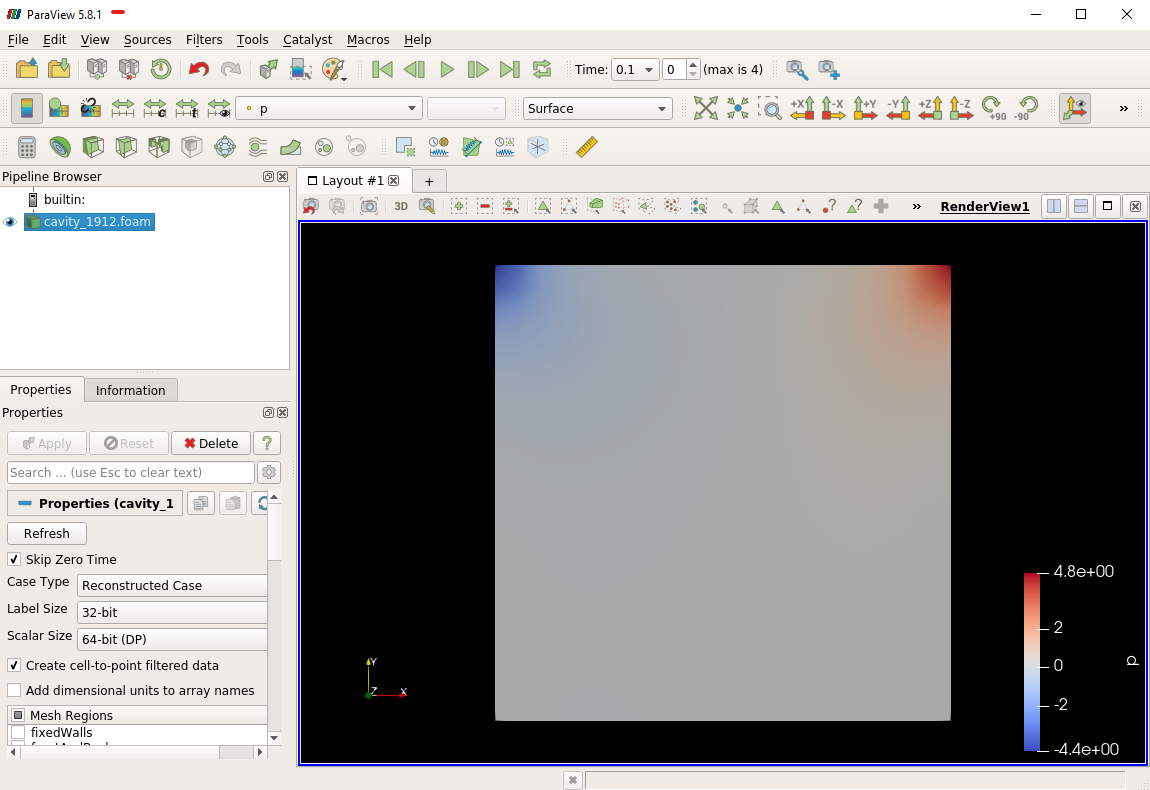 ParaView 5.8.1
File Edit View Sources Filters Tools Catalyst Macros Help
Time: 0.1 0 (max is 4)
p Surface +X -X +Y -Y +Z -Z +90 -90 »
Pipeline Browser
Layout #1 +
builtin:
3D ? ? » RenderView1
cavity_1912.foam
Properties Information
Properties
Apply Reset Delete ?
Search ... (use Esc to clear text)
Properties (cavity_1
Refresh
Skip Zero Time
Case Type Reconstructed Case
Label Size 32-bit
Scalar Size 64-bit (DP)
Create cell-to-point filtered data
Add dimensional units to array names
Mesh Regions
fixedWalls
Y
Z X
4.8e+00
2
0
p
-2
-4.4e+00